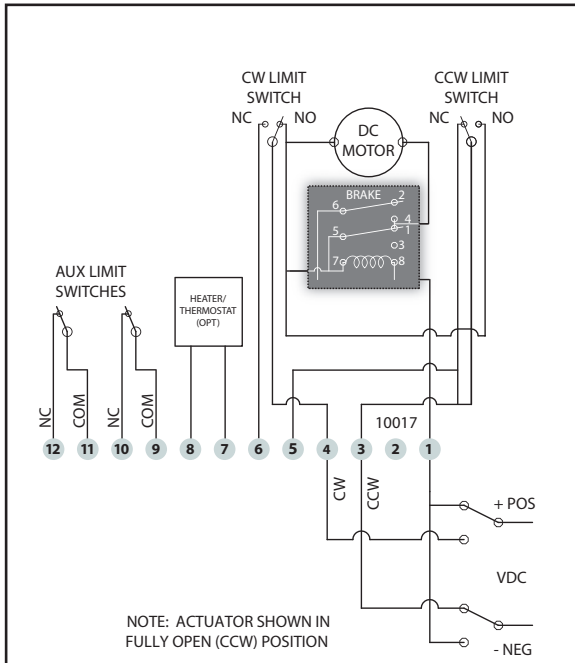 CW LIMIT
SWITCH
NC NO
CCW LIMIT
SWITCH
NC NO
DC
MOTOR
BRAKE
2
6
4
1
5
3
7 8
AUX LIMIT
SWITCHES
HEATER/
THERMOSTAT
(OPT)
NC
COM
NC
COM
10017
12 11 10 9 8 7 6 5 4 3 2 1
CW
CCW
+ POS
VDC
- NEG
NOTE: ACTUATOR SHOWN IN
FULLY OPEN (CCW) POSITION